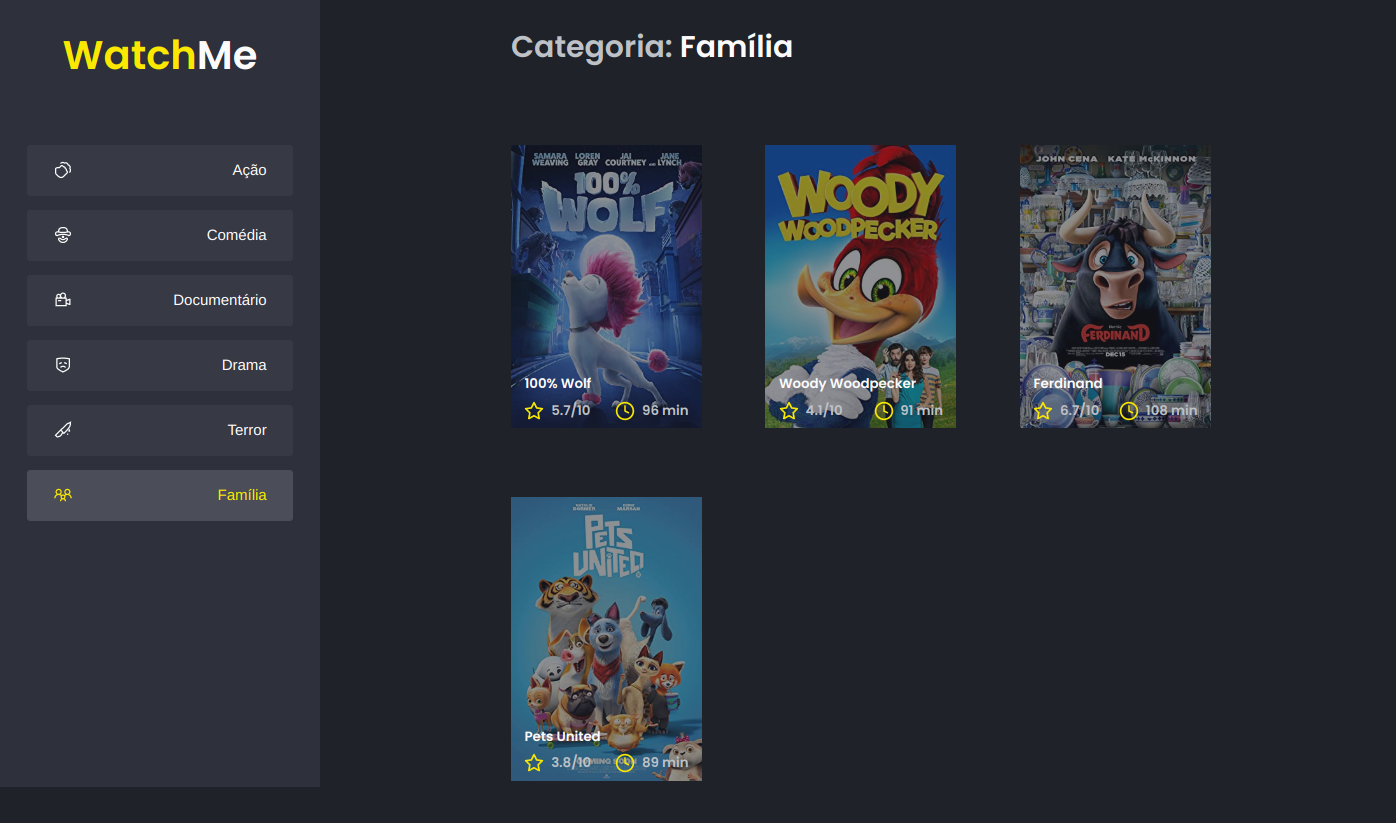 WatchMe
Ação
Comédia
Documentário
Drama
Terror
Família
Categoria: Família
SAMARA WEAVING LOREN GRAY JAI COURTNEY AND JANE LYNCH
100% WOLF
100% Wolf
5.7/10 96 min
WOODY
WOODPECKER
Woody Woodpecker
4.1/10 91 min
JOHN CENA KATE McKINNON
FERDINAND
DEC 15
Ferdinand
6.7/10 108 min
PETS
UNITED
Pets United
COMING SOON
3.8/10 89 min